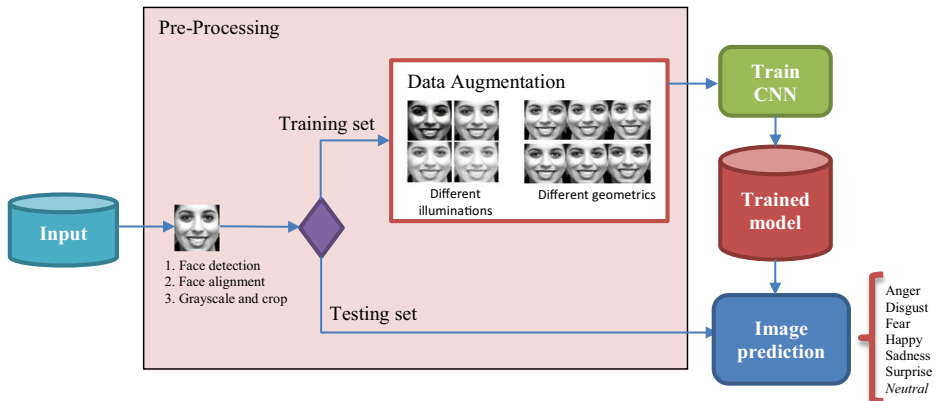 Pre-Processing
Data Augmentation
Different
illuminations
Different geometrics
Training set
Train
CNN
Trained
model
Input
1. Face detection
2. Face alignment
3. Grayscale and crop
Testing set
Image
prediction
Anger
Disgust
Fear
Happy
Sadness
Surprise
Neutral